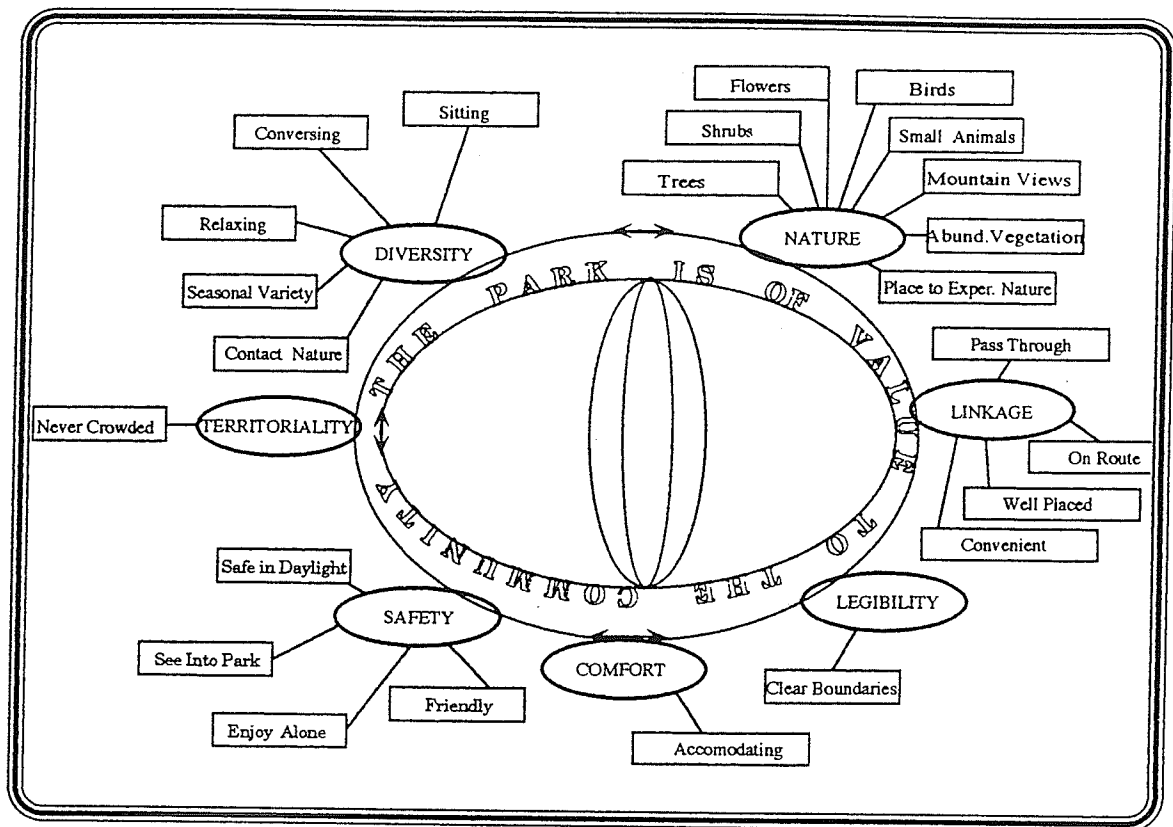 Flowers
Birds
Sitting
Conversing
Shrubs
Small Animals
Trees
Mountain Views
Relaxing
DIVERSITY
NATURE
Abund.Vegetation
Seasonal Variety
Place to Exper. Nature
Contact Nature
Pass Through
THE PARK IS OF VALUE TO THE COMMUNITY
Never Crowded
TERRITORIALITY
LINKAGE
On Route
Well Placed
Convenient
Safe in Daylight
LEGIBILITY
SAFETY
See Into Park
COMFORT
Clear Boundaries
Friendly
Enjoy Alone
Accomodating